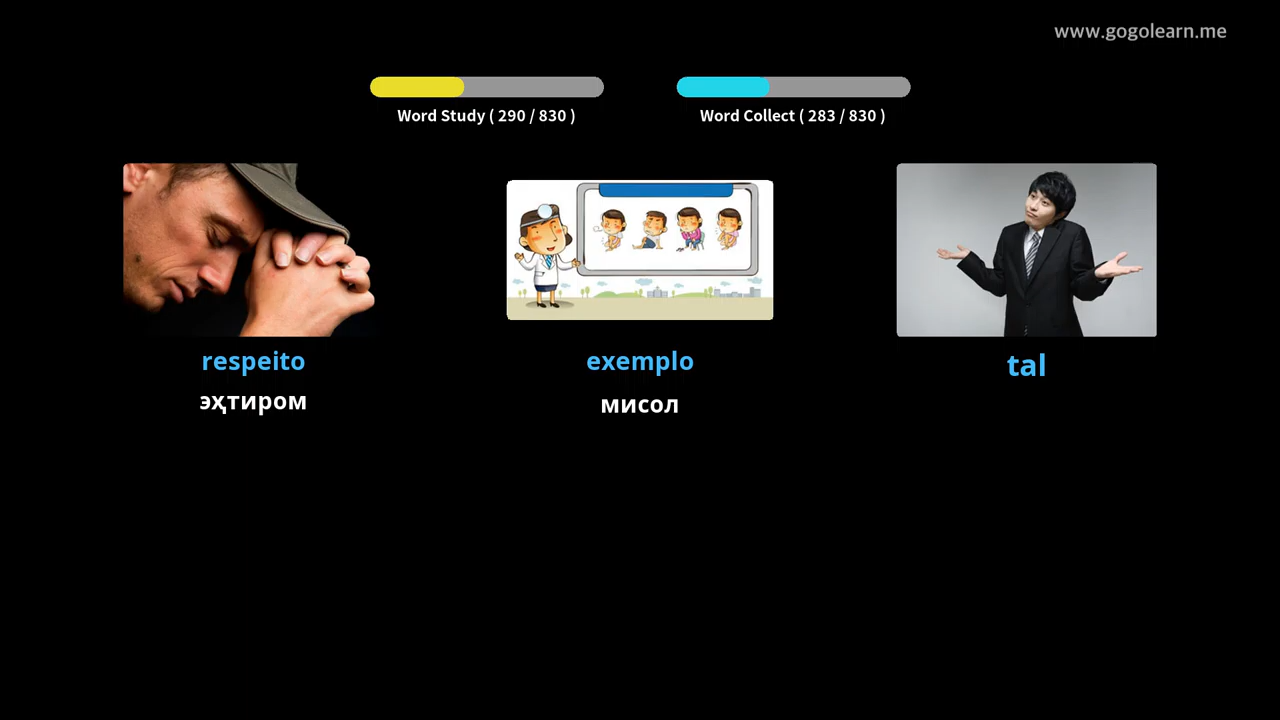 www.gogolearn.me
Word Study ( 290 / 830 )
Word Collect ( 283 / 830 )
respeito
эҳтиром
exemplo
мисол
tal